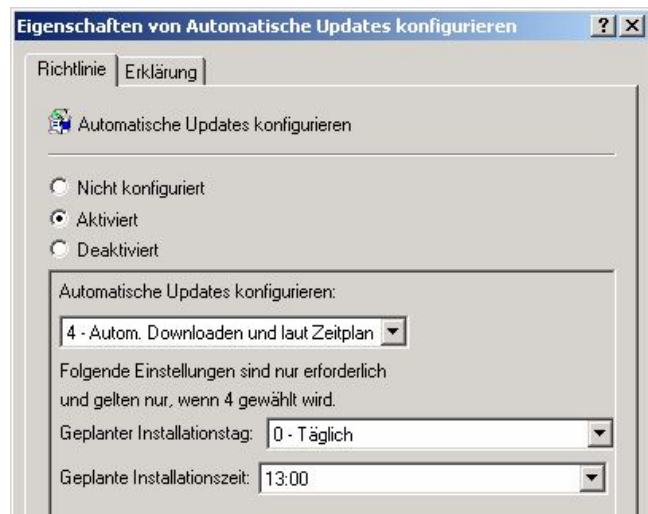 Eigenschaften von Automatische Updates konfigurieren
Richtlinie Erklärung
Automatische Updates konfigurieren
Nicht konfiguriert
Aktiviert
Deaktiviert
Automatische Updates konfigurieren:
4 - Autom. Downloaden und laut Zeitplan
Folgende Einstellungen sind nur erforderlich
und gelten nur, wenn 4 gewählt wird.
Geplanter Installationstag: 0 - Täglich
Geplante Installationszeit: 13:00